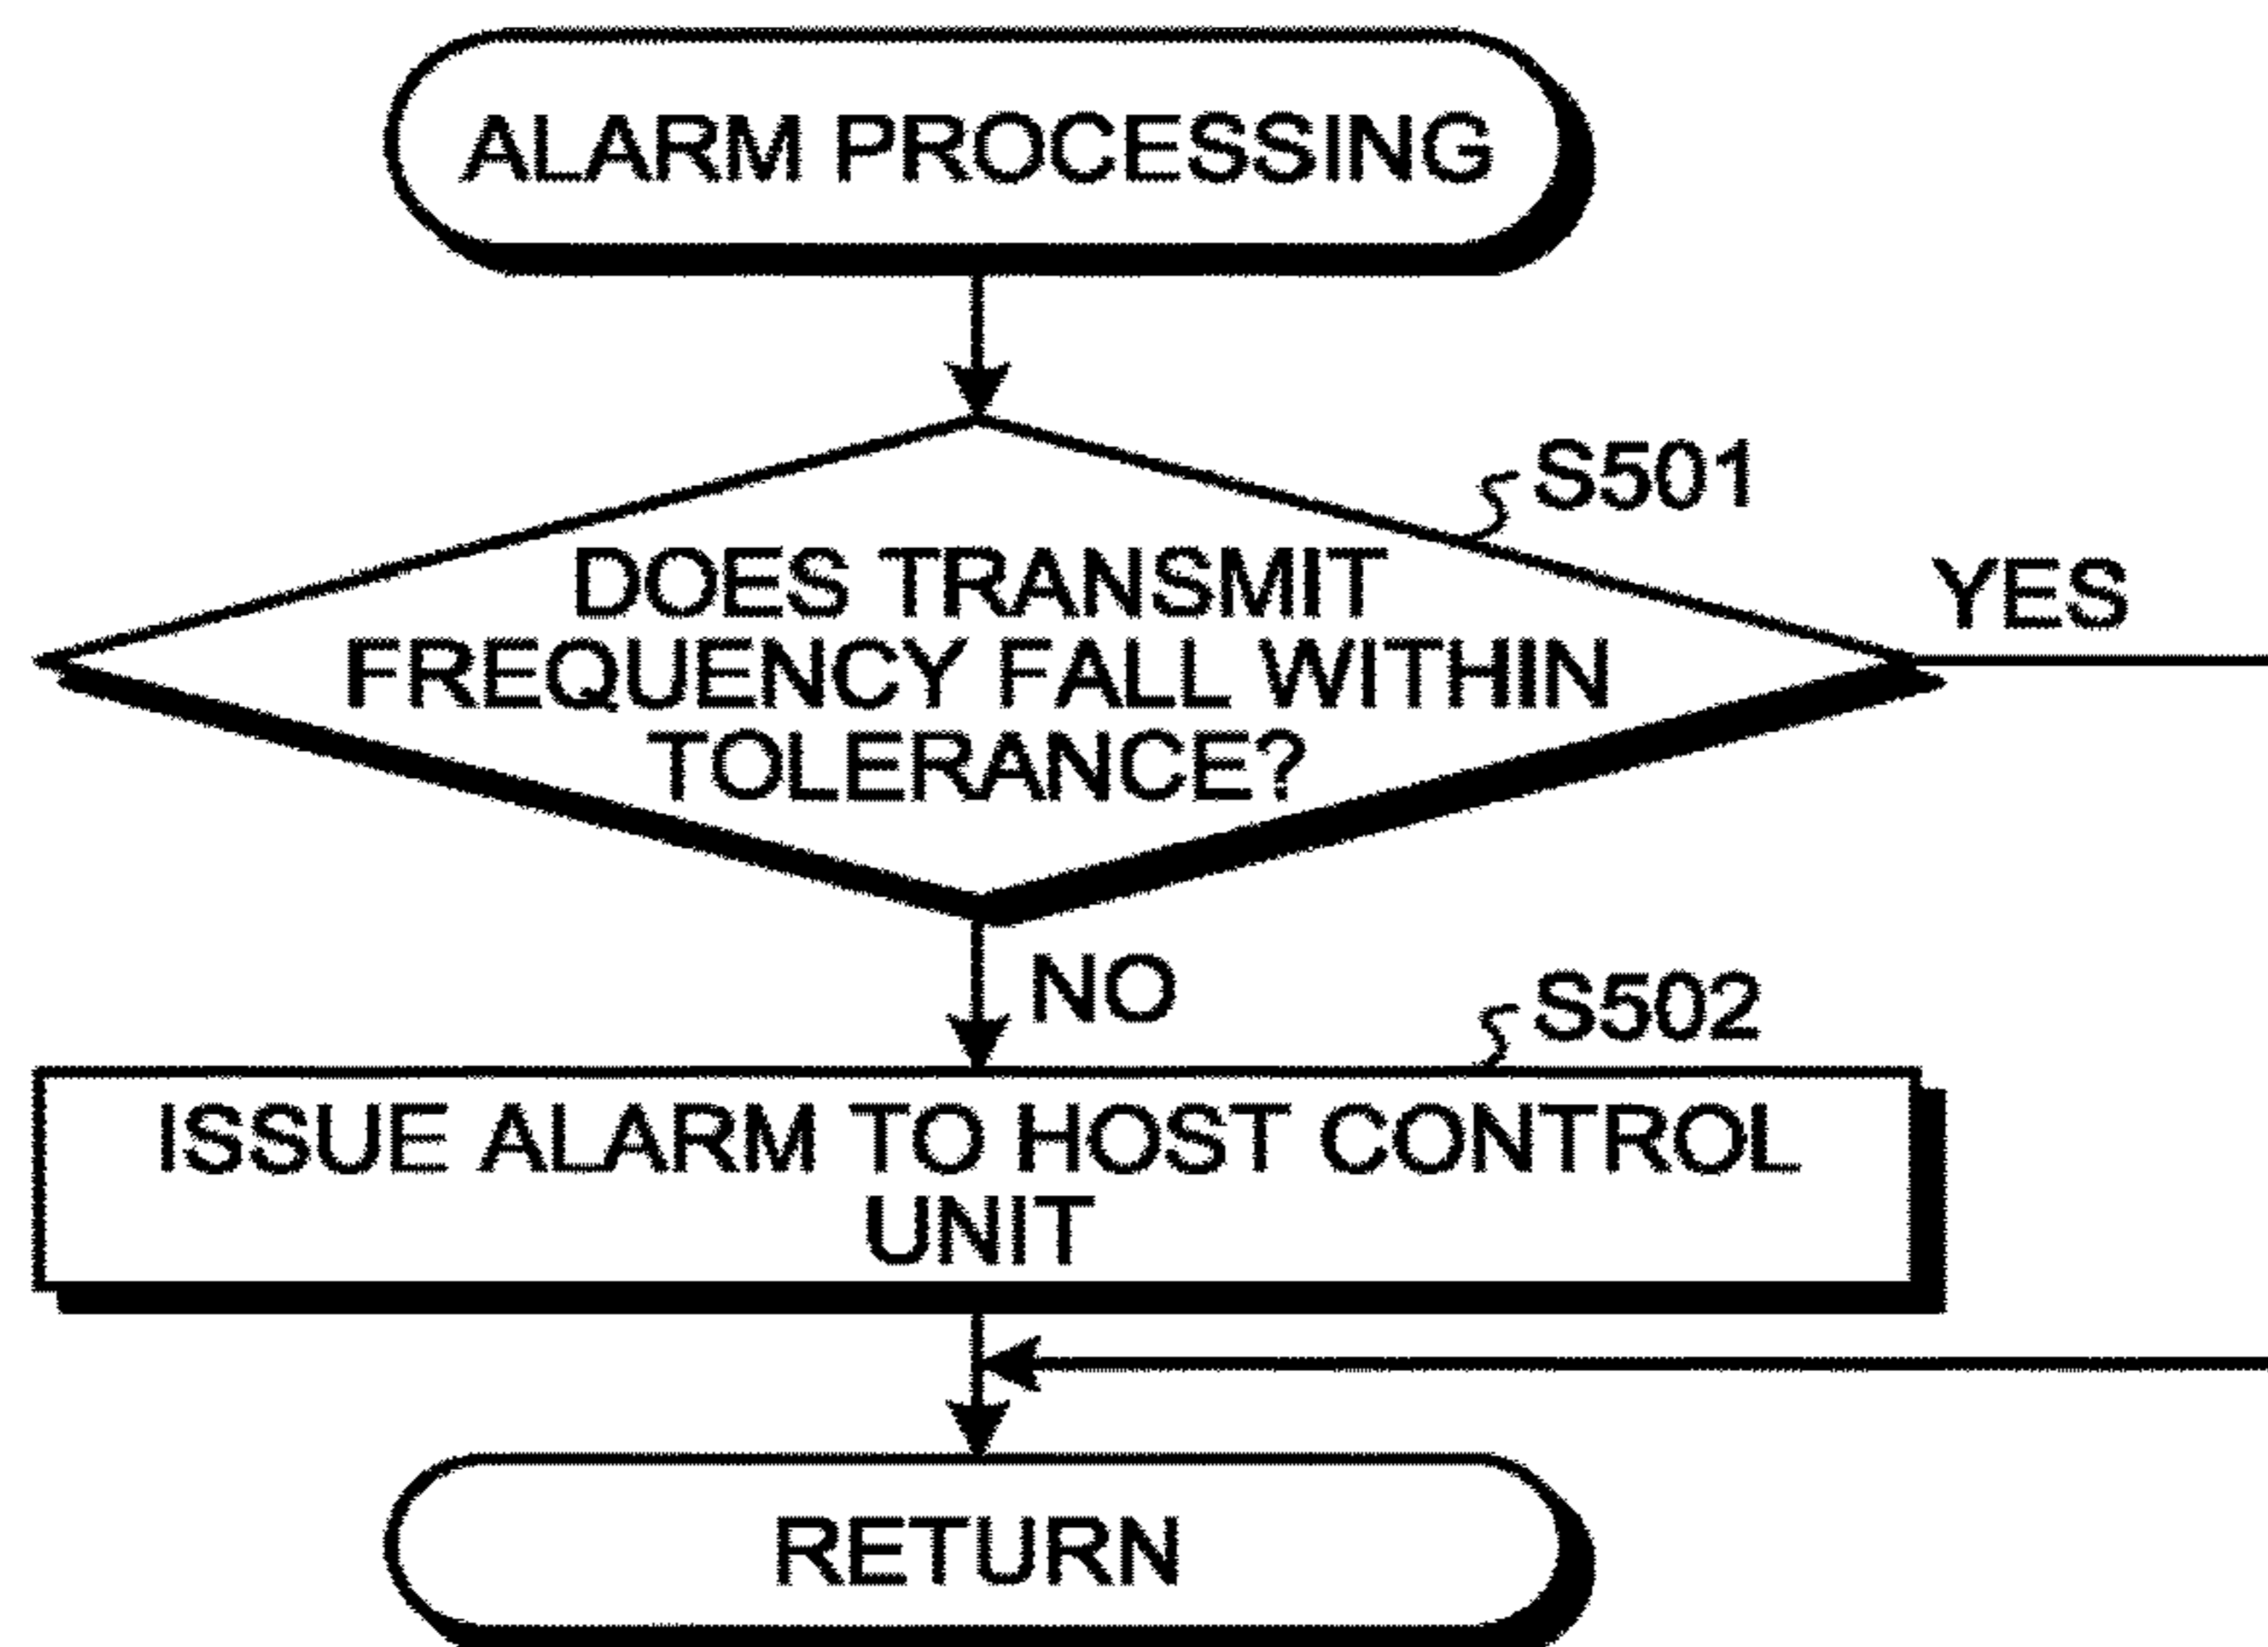 ALARM PROCESSING
S501
DOES TRANSMIT
FREQUENCY FALL WITHIN
TOLERANCE?
YES
NO
S502
ISSUE ALARM TO HOST CONTROL
UNIT
RETURN